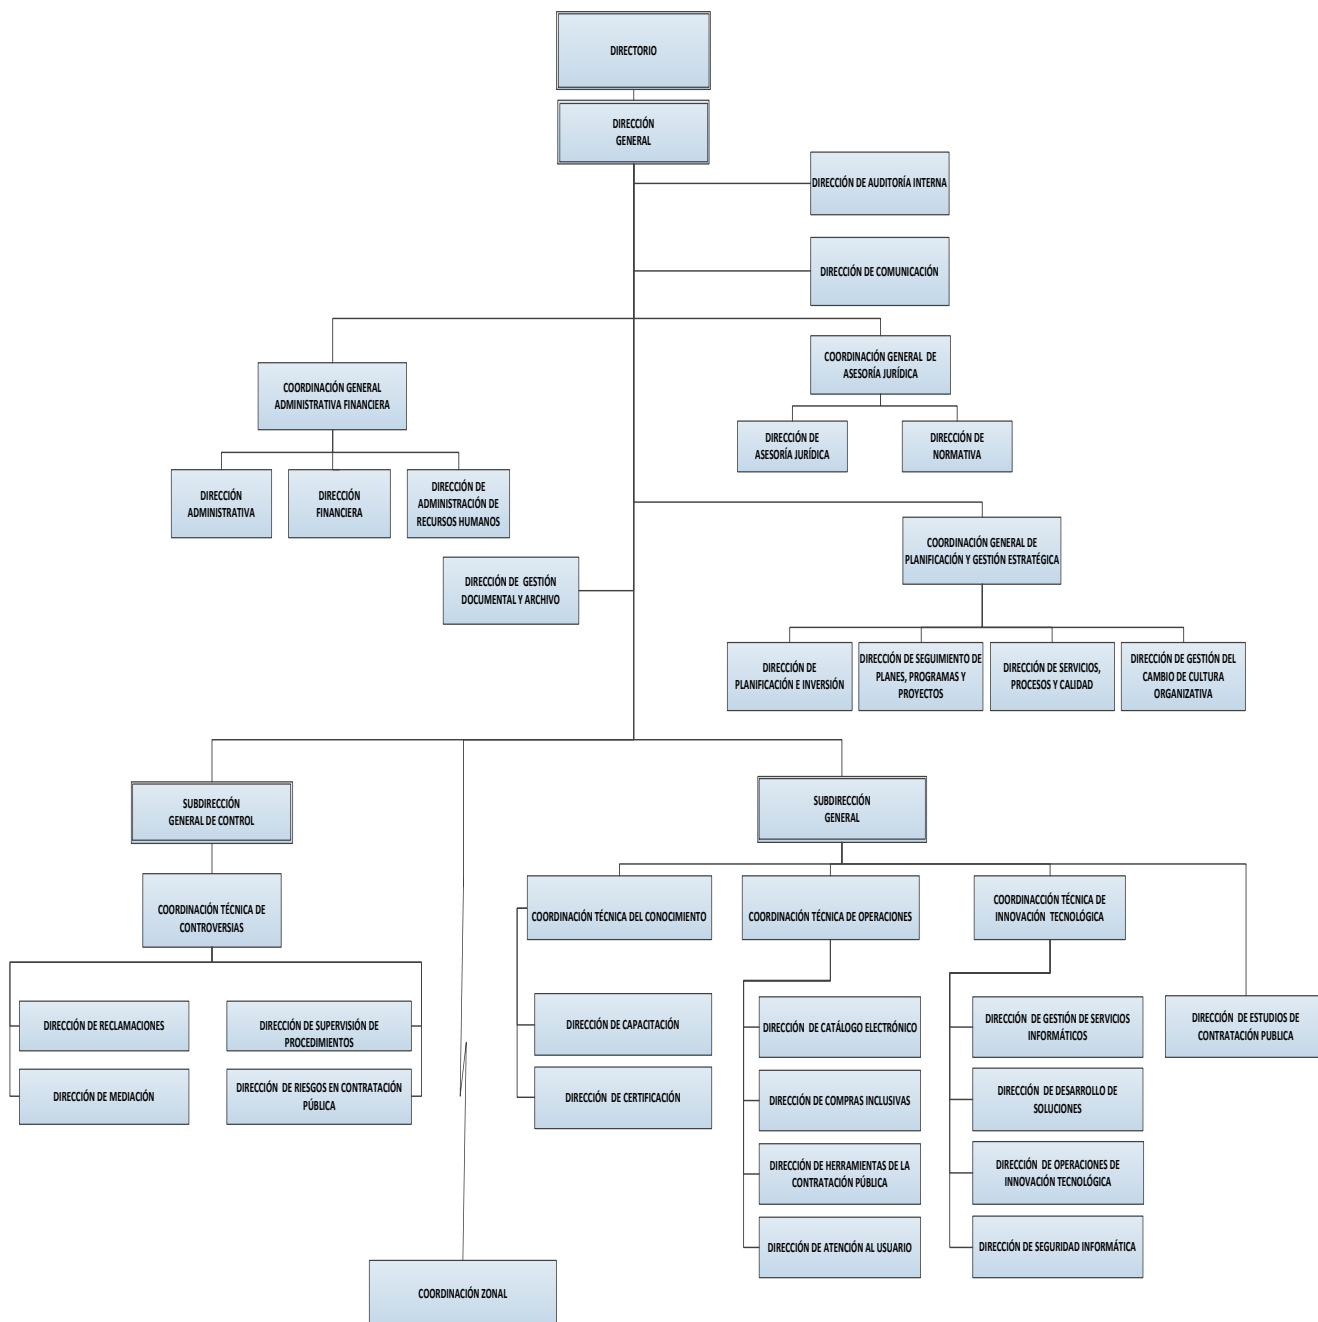 DIRECTORIO
DIRECCIÓN
GENERAL
DIRECCIÓN DE AUDITORÍA INTERNA
DIRECCIÓN DE COMUNICACIÓN
COORDINACIÓN GENERAL
ADMINISTRATIVA FINANCIERA
COORDINACIÓN GENERAL DE
ASESORÍA JURÍDICA
DIRECCIÓN DE
ASESORÍA JURÍDICA
DIRECCIÓN DE
NORMATIVA
DIRECCIÓN
ADMINISTRATIVA
DIRECCIÓN
FINANCIERA
DIRECCIÓN DE
ADMINISTRACIÓN DE
RECURSOS HUMANOS
COORDINACIÓN GENERAL DE
PLANIFICACIÓN Y GESTIÓN ESTRATÉGICA
DIRECCIÓN DE GESTIÓN
DOCUMENTAL Y ARCHIVO
DIRECCIÓN DE
PLANIFICACIÓN E INVERSIÓN
DIRECCIÓN DE SEGUIMIENTO DE
PLANES, PROGRAMAS Y
PROYECTOS
DIRECCIÓN DE SERVICIOS,
PROCESOS Y CALIDAD
DIRECCIÓN DE GESTIÓN DEL
CAMBIO DE CULTURA
ORGANIZATIVA
SUBDIRECCIÓN
GENERAL DE CONTROL
SUBDIRECCIÓN
GENERAL
COORDINACIÓN TÉCNICA DE
CONTROVERSIAS
COORDINACIÓN TÉCNICA DEL CONOCIMIENTO
COORDINACIÓN TÉCNICA DE OPERACIONES
COORDINACCIÓN TÉCNICA DE
INNOVACIÓN TECNOLÓGICA
DIRECCIÓN DE RECLAMACIONES
DIRECCIÓN DE SUPERVISIÓN DE
PROCEDIMIENTOS
DIRECCIÓN DE MEDIACIÓN
DIRECCIÓN DE RIESGOS EN CONTRATACIÓN
PÚBLICA
DIRECCIÓN DE CAPACITACIÓN
DIRECCIÓN DE CERTIFICACIÓN
DIRECCIÓN DE CATÁLOGO ELECTRÓNICO
DIRECCIÓN DE COMPRAS INCLUSIVAS
DIRECCIÓN DE HERRAMIENTAS DE LA
CONTRATACIÓN PÚBLICA
DIRECCIÓN DE ATENCIÓN AL USUARIO
DIRECCIÓN DE GESTIÓN DE SERVICIOS
INFORMÁTICOS
DIRECCIÓN DE DESARROLLO DE
SOLUCIONES
DIRECCIÓN DE OPERACIONES DE
INNOVACIÓN TECNOLÓGICA
DIRECCIÓN DE SEGURIDAD INFORMÁTICA
DIRECCIÓN DE ESTUDIOS DE
CONTRATACIÓN PUBLICA
COORDINACIÓN ZONAL